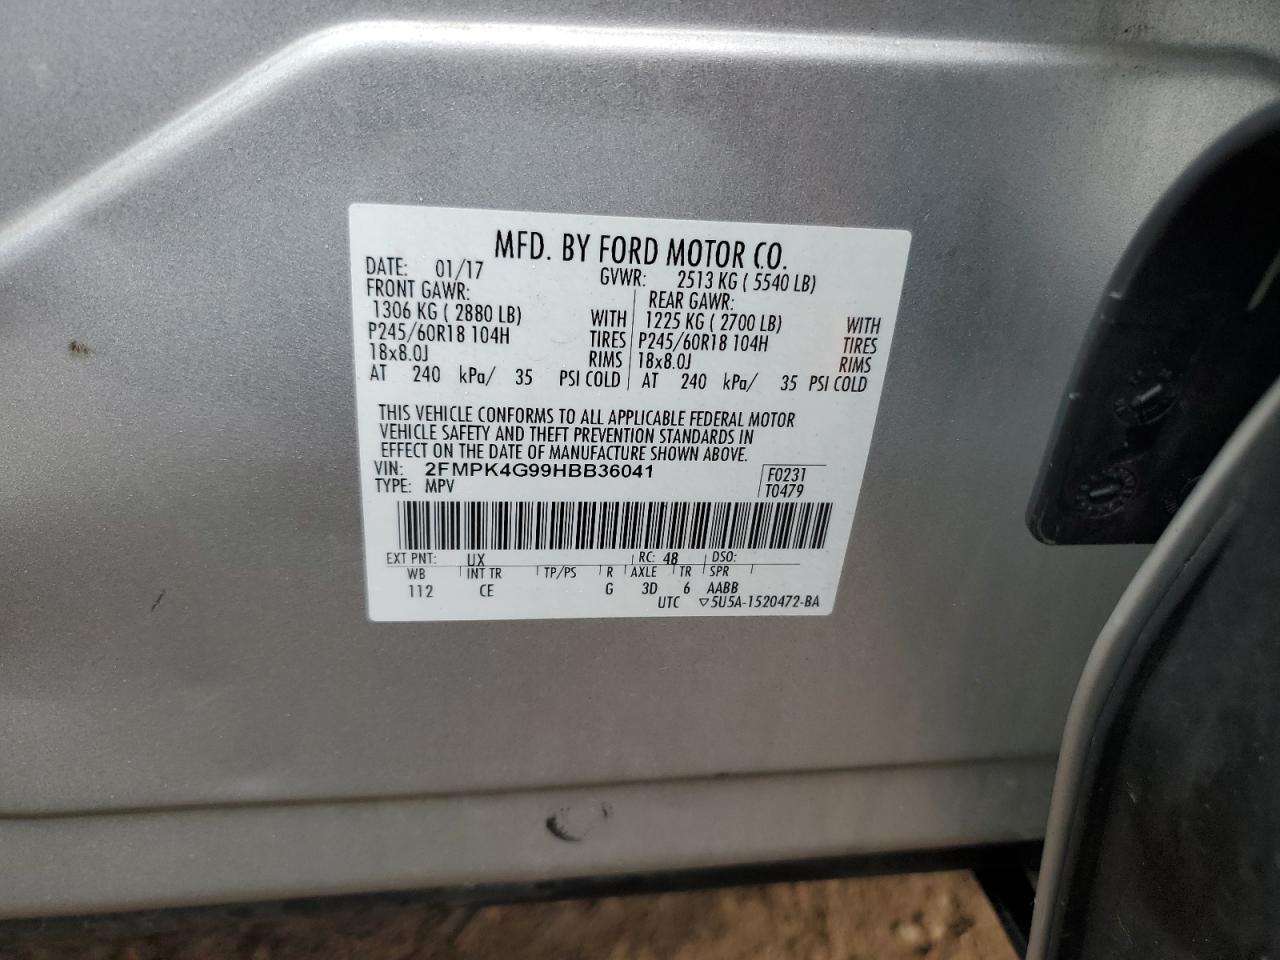 MFD. BY FORD MOTOR CO.
DATE: 01/17 GVWR: 2513 KG ( 5540 LB)
FRONT GAWR: REAR GAWR:
1306 KG ( 2880 LB) WITH 1225 KG ( 2700 LB) WITH
P245/60R18 104H TIRES P245/60R18 104H TIRES
18x8.0J RIMS 18x8.0J RIMS
AT 240 kPa/ 35 PSI COLD AT 240 kPa/ 35 PSI COLD
THIS VEHICLE CONFORMS TO ALL APPLICABLE FEDERAL MOTOR
VEHICLE SAFETY AND THEFT PREVENTION STANDARDS IN
EFFECT ON THE DATE OF MANUFACTURE SHOWN ABOVE.
VIN: 2FMPK4G99HBB36041 F0231
TYPE: MPV T0479
EXT PNT: UX RC: 48 DSO:
WB INT TR TP/PS R AXLE TR SPR
112 CE G 3D 6 AABB
UTC ▽5U5A-1520472-BA